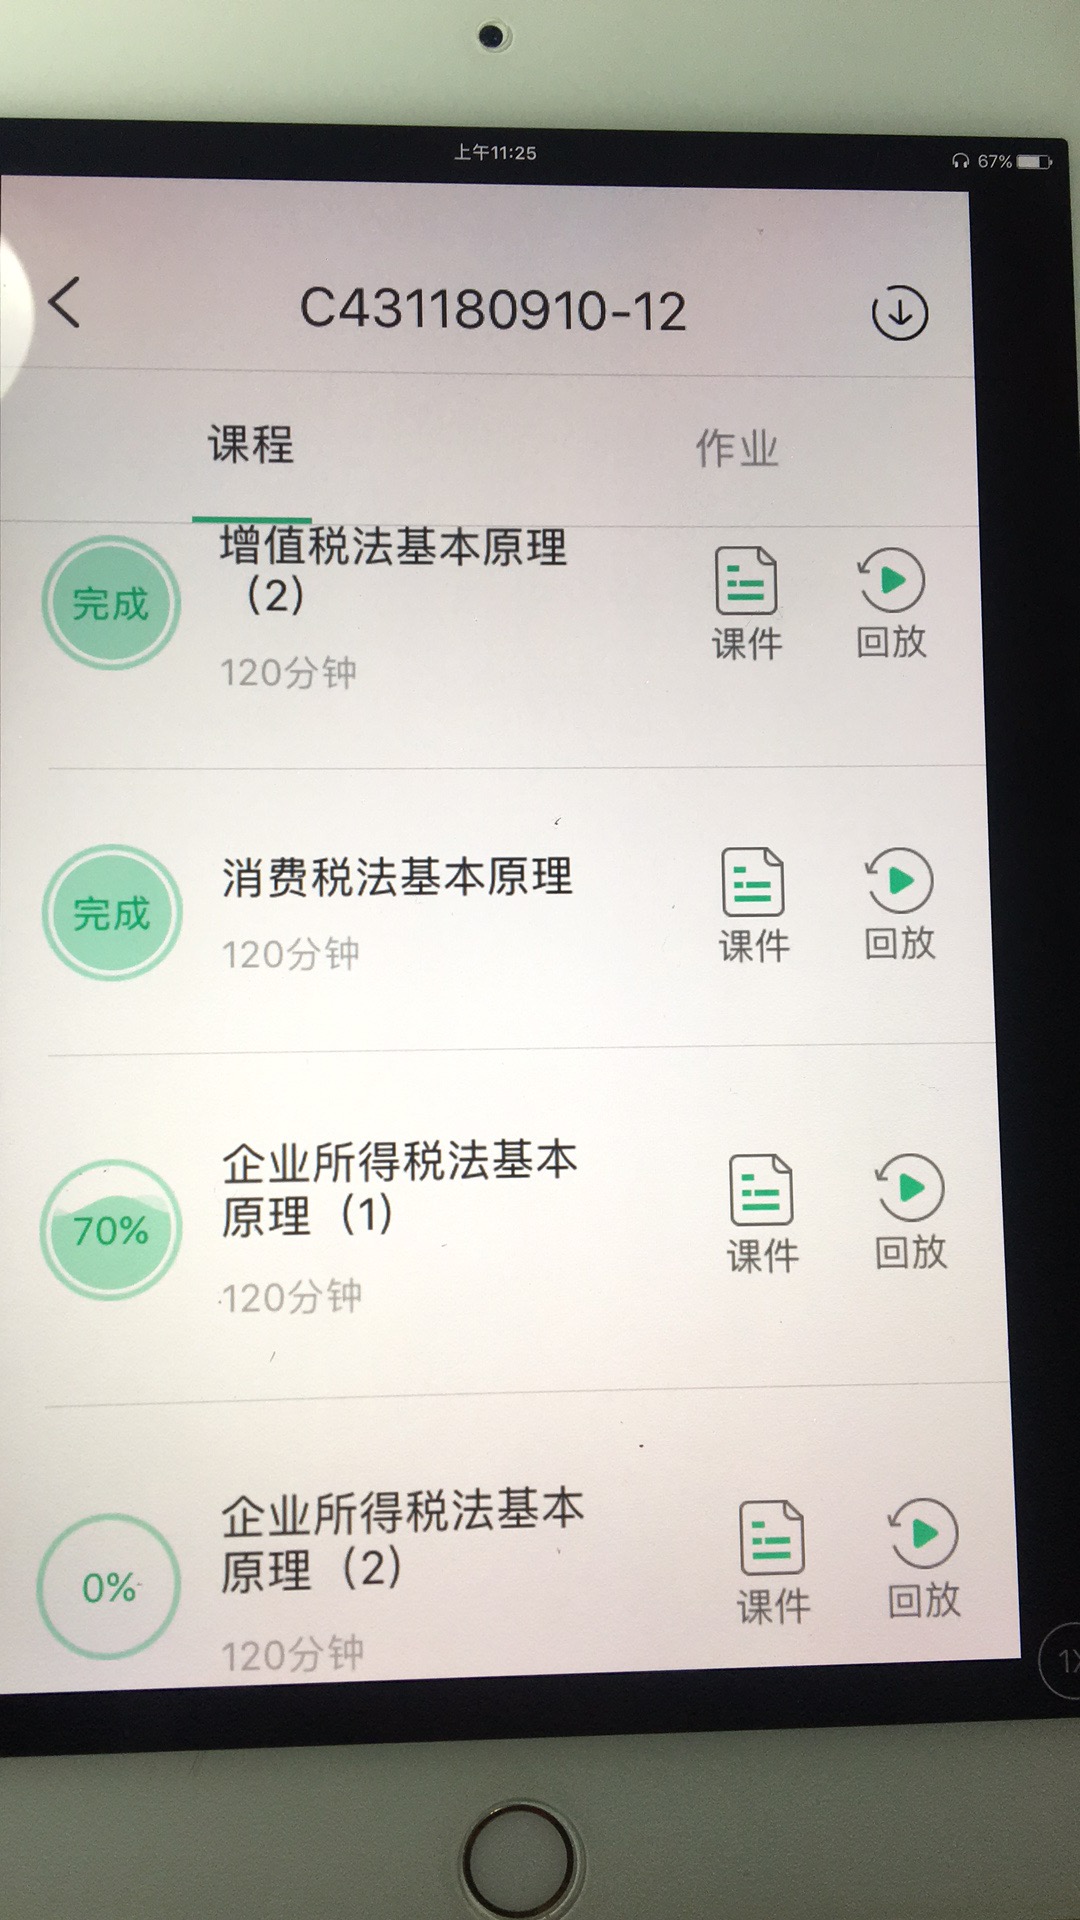 上午11:25
67%
C431180910-12
课程
作业
增值税法基本原理
（2）
完成
120分钟
课件
回放
消费税法基本原理
完成
120分钟
课件
回放
企业所得税法基本
原理（1）
70%
120分钟
课件
回放
企业所得税法基本
原理（2）
0%
120分钟
课件
回放